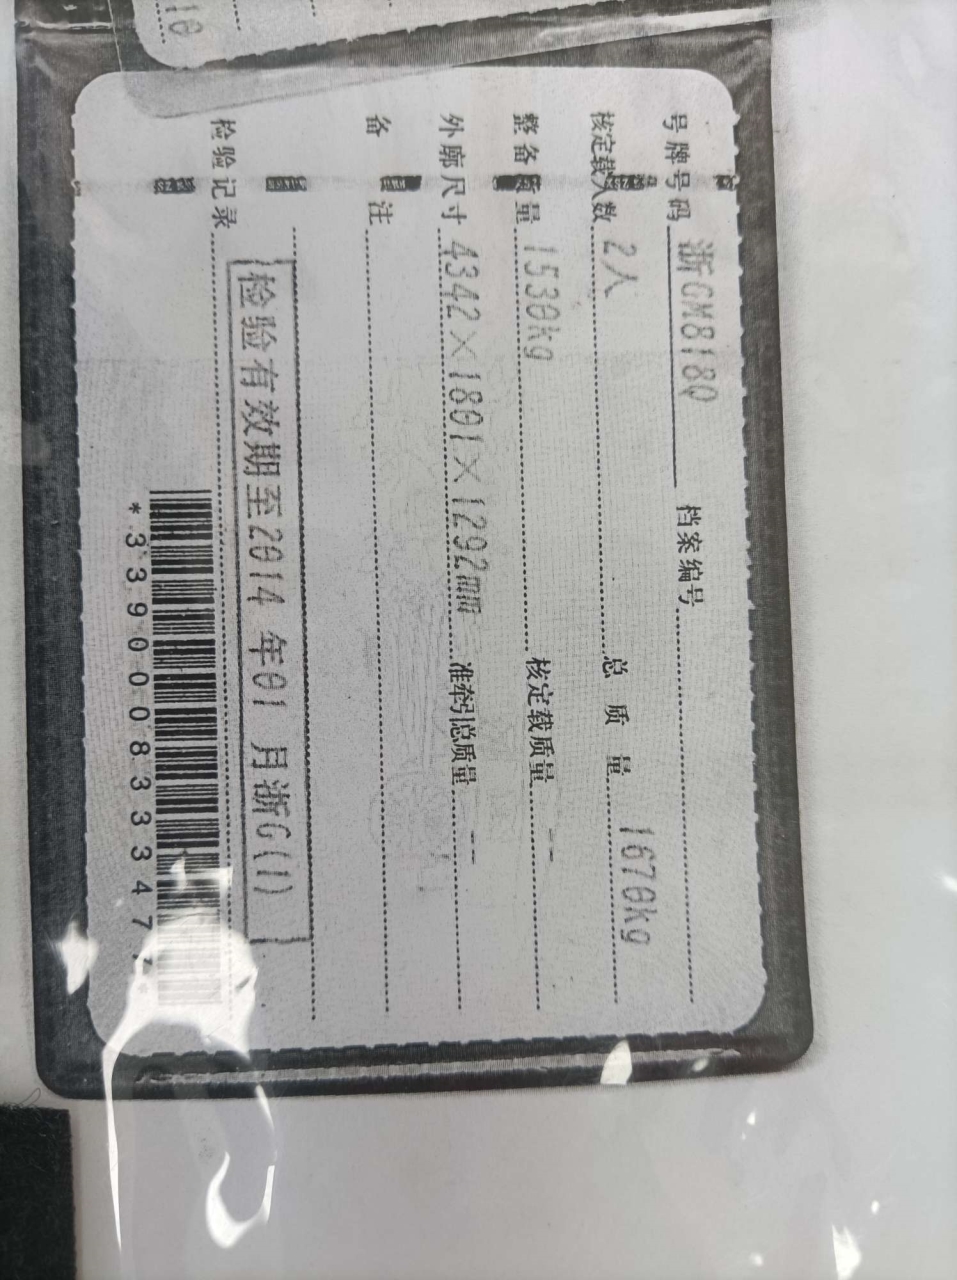 10
号牌号码 浙GM818Q 档案编号
核定载人数 2人 总质量 1670kg
整备质量 1530kg 核定载质量 --
外廓尺寸 4342×1801×1292mm 准牵引总质量 --
备注
检验记录
检验有效期至2014年01月浙G(1)
*3390008333477